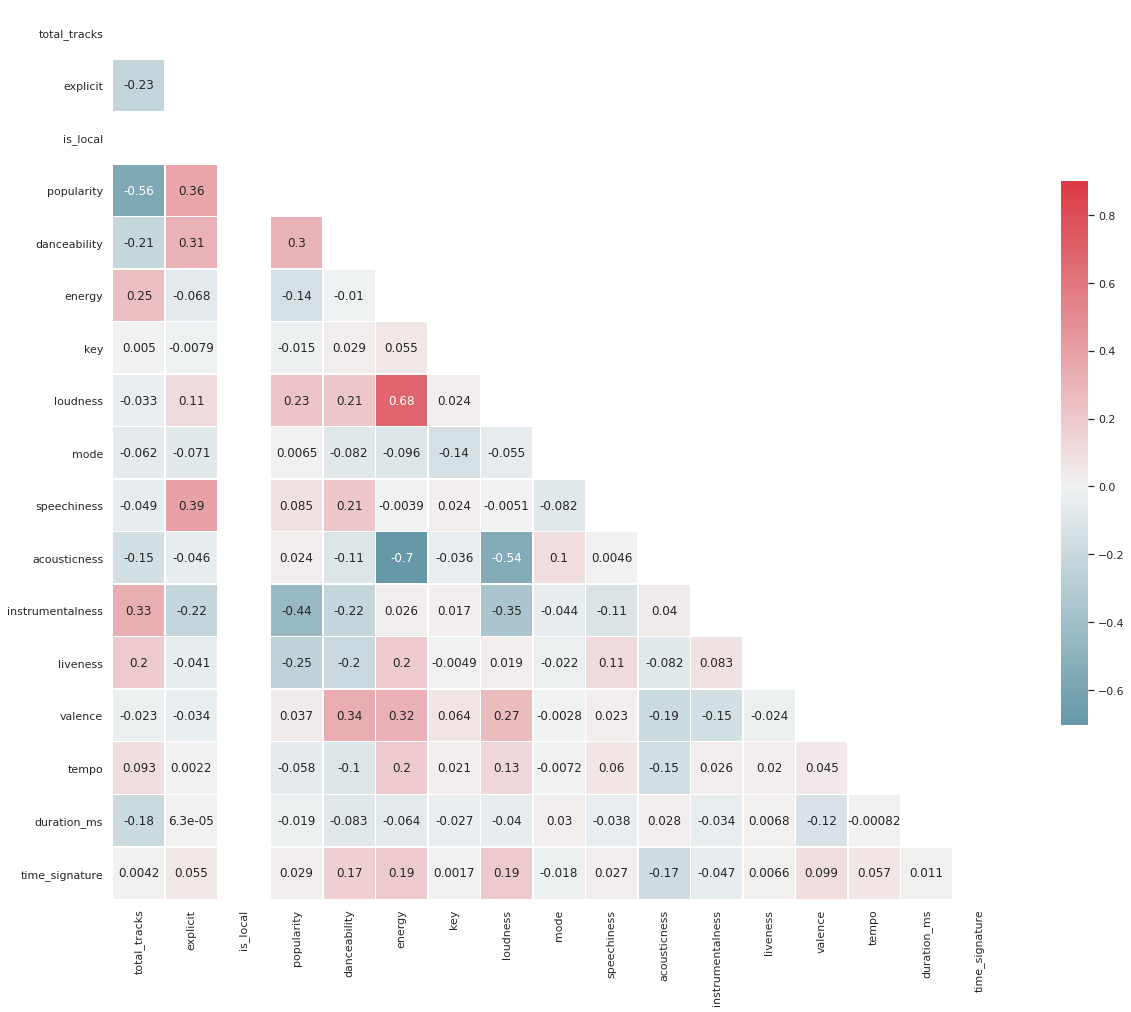 total_tracks
explicit -0.23
is_local
popularity -0.56 0.36
danceability -0.21 0.31 0.3
energy 0.25 -0.068 -0.14 -0.01
key 0.005 -0.0079 -0.015 0.029 0.055
loudness -0.033 0.11 0.23 0.21 0.68 0.024
mode -0.062 -0.071 0.0065 -0.082 -0.096 -0.14 -0.055
speechiness -0.049 0.39 0.085 0.21 -0.0039 0.024 -0.0051 -0.082
acousticness -0.15 -0.046 0.024 -0.11 -0.7 -0.036 -0.54 0.1 0.0046
instrumentalness 0.33 -0.22 -0.44 -0.22 0.026 0.017 -0.35 -0.044 -0.11 0.04
liveness 0.2 -0.041 -0.25 -0.2 0.2 -0.0049 0.019 -0.022 0.11 -0.082 0.083
valence -0.023 -0.034 0.037 0.34 0.32 0.064 0.27 -0.0028 0.023 -0.19 -0.15 -0.024
tempo 0.093 0.0022 -0.058 -0.1 0.2 0.021 0.13 -0.0072 0.06 -0.15 0.026 0.02 0.045
duration_ms -0.18 6.3e-05 -0.019 -0.083 -0.064 -0.027 -0.04 0.03 -0.038 0.028 -0.034 0.0068 -0.12 -0.00082
time_signature 0.0042 0.055 0.029 0.17 0.19 0.0017 0.19 -0.018 0.027 -0.17 -0.047 0.0066 0.099 0.057 0.011
total_tracks explicit is_local popularity danceability energy key loudness mode speechiness acousticness instrumentalness liveness valence tempo duration_ms time_signature
0.8
0.6
0.4
0.2
0.0
−0.2
−0.4
−0.6